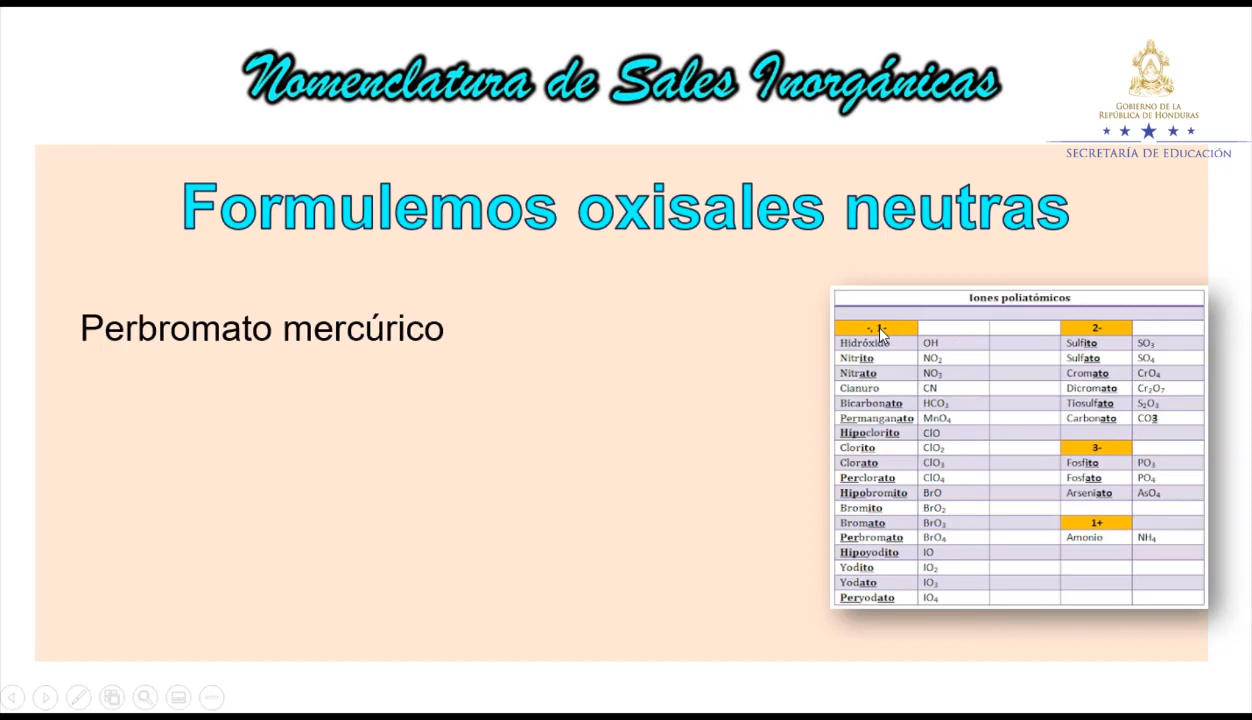 Nomenclatura de Sales Inorgánicas
GOBIERNO DE LA
REPÚBLICA DE HONDURAS
SECRETARÍA DE EDUCACIÓN
Formulemos oxisales neutras
Perbromato mercúrico
Iones poliatómicos
-, 1- 2-
Hidróxido OH Sulfito SO₃
Nitrito NO₂ Sulfato SO₄
Nitrato NO₃ Cromato CrO₄
Cianuro CN Dicromato Cr₂O₇
Bicarbonato HCO₃ Tiosulfato S₂O₃
Permanganato MnO₄ Carbonato CO3
Hipoclorito ClO
Clorito ClO₂ 3-
Clorato ClO₃ Fosfito PO₃
Perclorato ClO₄ Fosfato PO₄
Hipobromito BrO Arseniato AsO₄
Bromito BrO₂
Bromato BrO₃ 1+
Perbromato BrO₄ Amonio NH₄
Hipoyodito IO
Yodito IO₂
Yodato IO₃
Peryodato IO₄